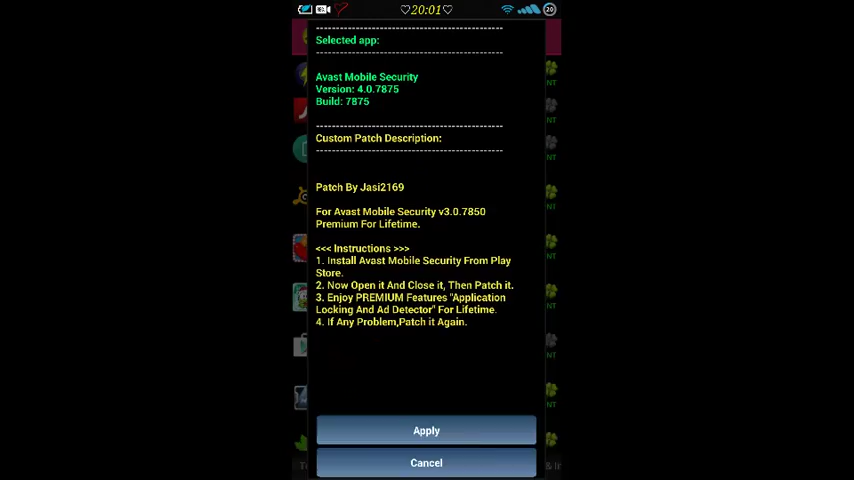 ♡20:01♡
20
--------------------------------------------------
Selected app:
--------------------------------------------------
Avast Mobile Security
Version: 4.0.7875
Build: 7875
--------------------------------------------------
Custom Patch Description:
--------------------------------------------------
Patch By Jasi2169
For Avast Mobile Security v3.0.7850
Premium For Lifetime.
<<< Instructions >>>
1. Install Avast Mobile Security From Play
Store.
2. Now Open it And Close it, Then Patch it.
3. Enjoy PREMIUM Features "Application
Locking And Ad Detector" For Lifetime.
4. If Any Problem,Patch it Again.
Apply
Cancel